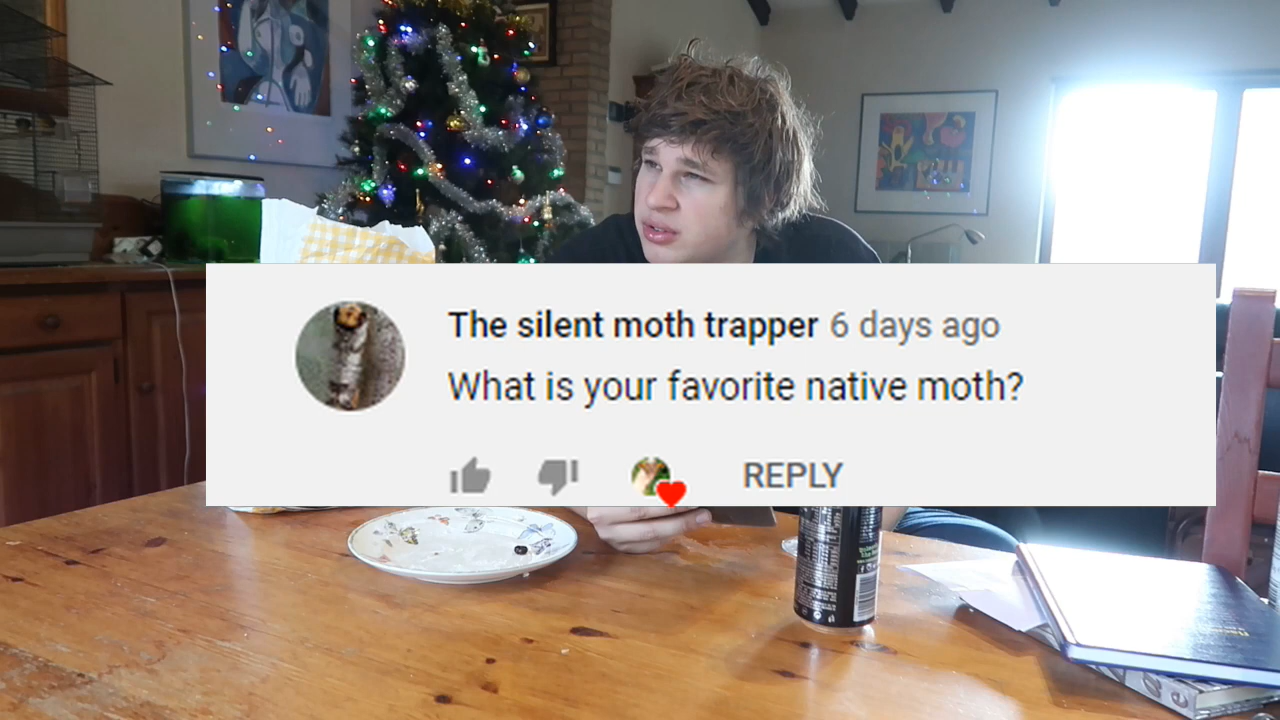 The silent moth trapper 6 days ago
What is your favorite native moth?
REPLY